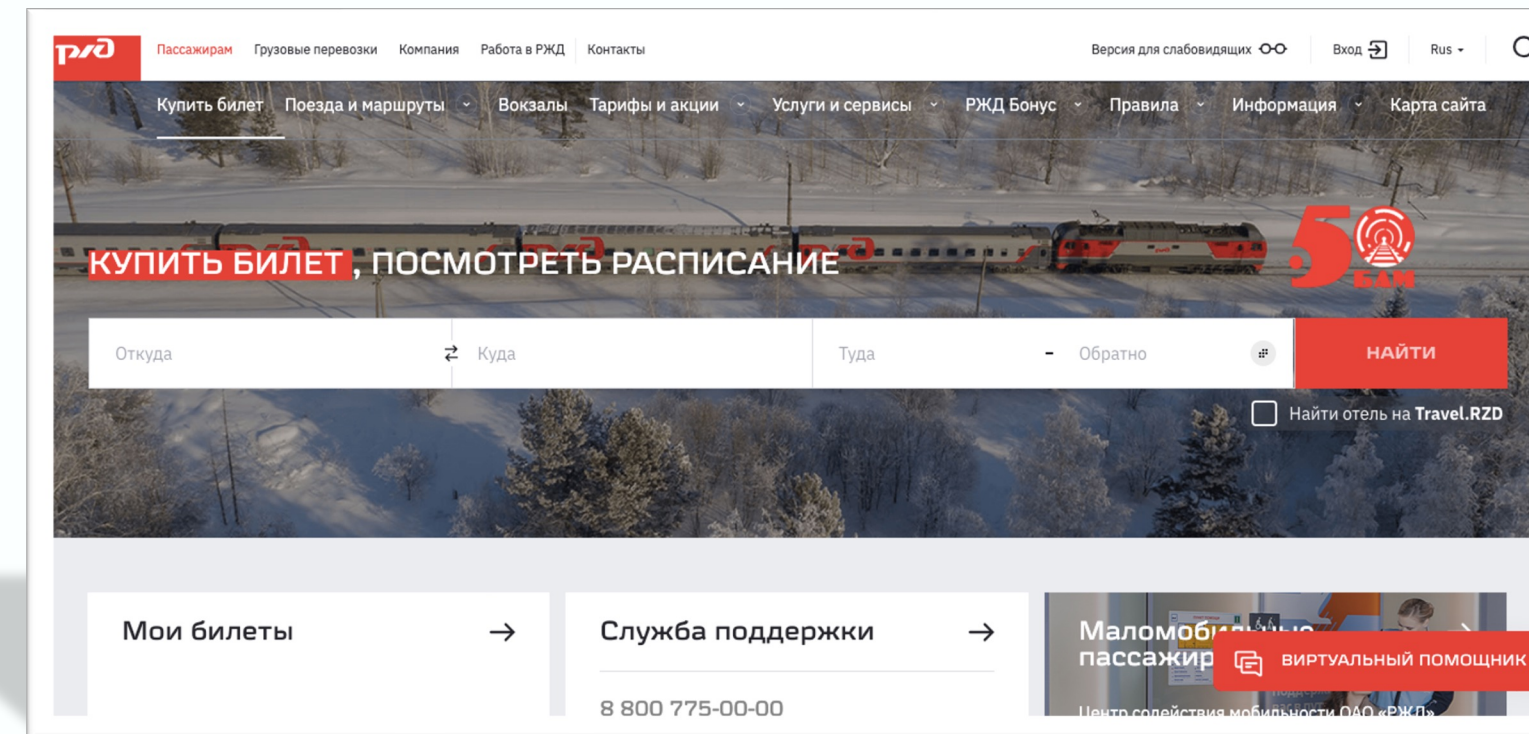 ржд
Пассажирам Грузовые перевозки Компания Работа в РЖД Контакты Версия для слабовидящих Вход Rus
Купить билет Поезда и маршруты Вокзалы Тарифы и акции Услуги и сервисы РЖД Бонус Правила Информация Карта сайта
50
БАМ
КУПИТЬ БИЛЕТ, ПОСМОТРЕТЬ РАСПИСАНИЕ
Откуда Куда Туда - Обратно НАЙТИ
Найти отель на Travel.RZD
Мои билеты
Служба поддержки
8 800 775-00-00
Маломобильные
пассажир
ВИРТУАЛЬНЫЙ ПОМОЩНИК
Центр содействия мобильности ОАО «РЖД»